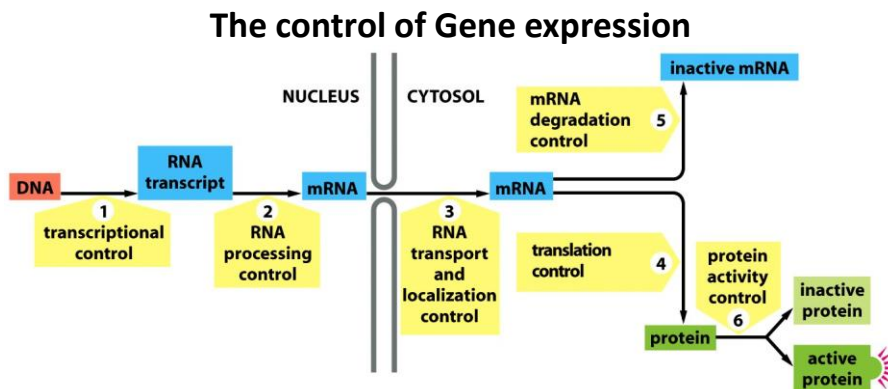 The control of Gene expression
NUCLEUS
CYTOSOL
DNA
1
transcriptional
control
RNA
transcript
2
RNA
processing
control
mRNA
3
RNA
transport
and
localization
control
mRNA
mRNA
degradation
control
5
inactive mRNA
translation
control
4
protein
protein
activity
control
6
inactive
protein
active
protein